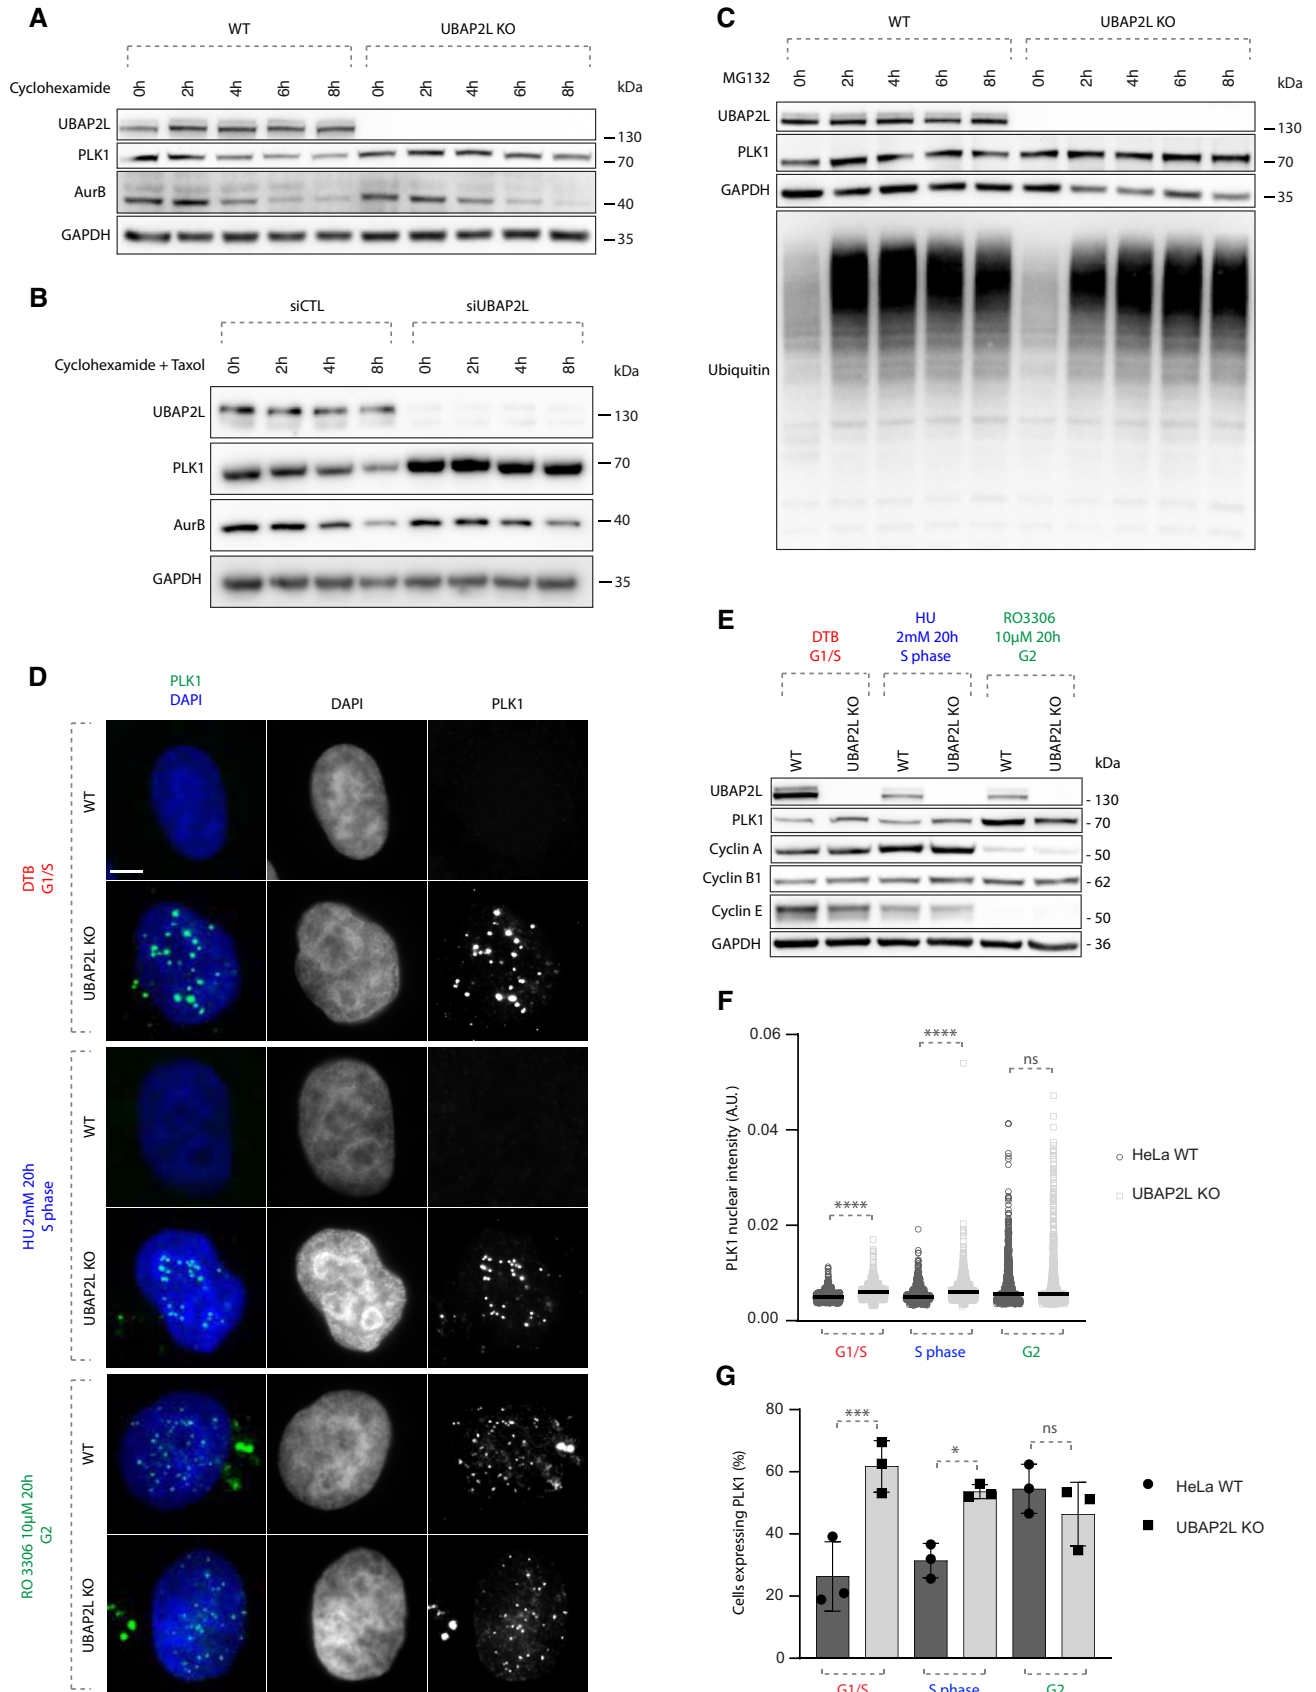 A
WT
UBAP2L KO
Cyclohexamide
0h 2h 4h 6h 8h 0h 2h 4h 6h 8h
kDa
UBAP2L
130
PLK1
70
AurB
40
GAPDH
35
B
siCTL
siUBAP2L
Cyclohexamide + Taxol
0h 2h 4h 8h 0h 2h 4h 8h
kDa
UBAP2L
130
PLK1
70
AurB
40
GAPDH
35
C
WT
UBAP2L KO
MG132
0h 2h 4h 6h 8h 0h 2h 4h 6h 8h
kDa
UBAP2L
130
PLK1
70
GAPDH
35
Ubiquitin
D
PLK1
DAPI
DAPI
PLK1
DTB
G1/S
WT
UBAP2L KO
HU 2mM 20h
S phase
WT
UBAP2L KO
RO 3306 10µM 20h
G2
WT
UBAP2L KO
E
DTB
G1/S
HU
2mM 20h
S phase
RO3306
10µM 20h
G2
WT UBAP2L KO WT UBAP2L KO WT UBAP2L KO
kDa
UBAP2L
- 130
PLK1
- 70
Cyclin A
- 50
Cyclin B1
- 62
Cyclin E
- 50
GAPDH
- 36
F
PLK1 nuclear intensity (A.U.)
0.06
0.04
0.02
0.00
****
****
ns
G1/S
S phase
G2
HeLa WT
UBAP2L KO
G
Cells expressing PLK1 (%)
80
60
40
20
0
***
*
ns
G1/S
S phase
G2
HeLa WT
UBAP2L KO